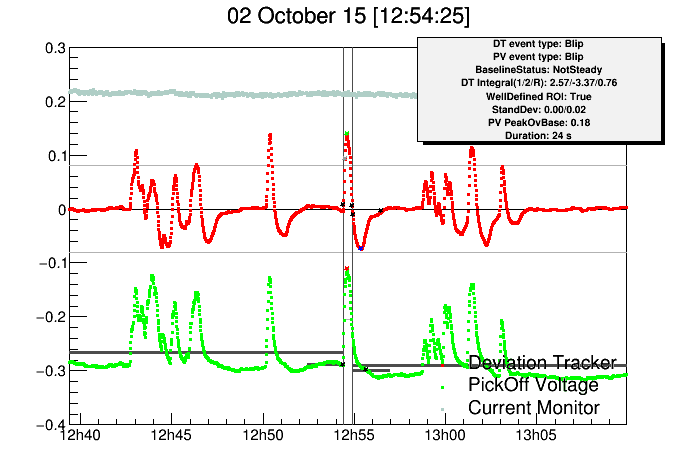 02 October 15 [12:54:25]
DT event type: Blip
PV event type: Blip
BaselineStatus: NotSteady
DT Integral(1/2/R): 2.57/-3.37/0.76
WellDefined ROI: True
StandDev: 0.00/0.02
PV PeakOvBase: 0.18
Duration: 24 s
0.3
0.2
0.1
0
−0.1
−0.2
−0.3
−0.4
Deviation Tracker
PickOff Voltage
Current Monitor
12h40 12h45 12h50 12h55 13h00 13h05